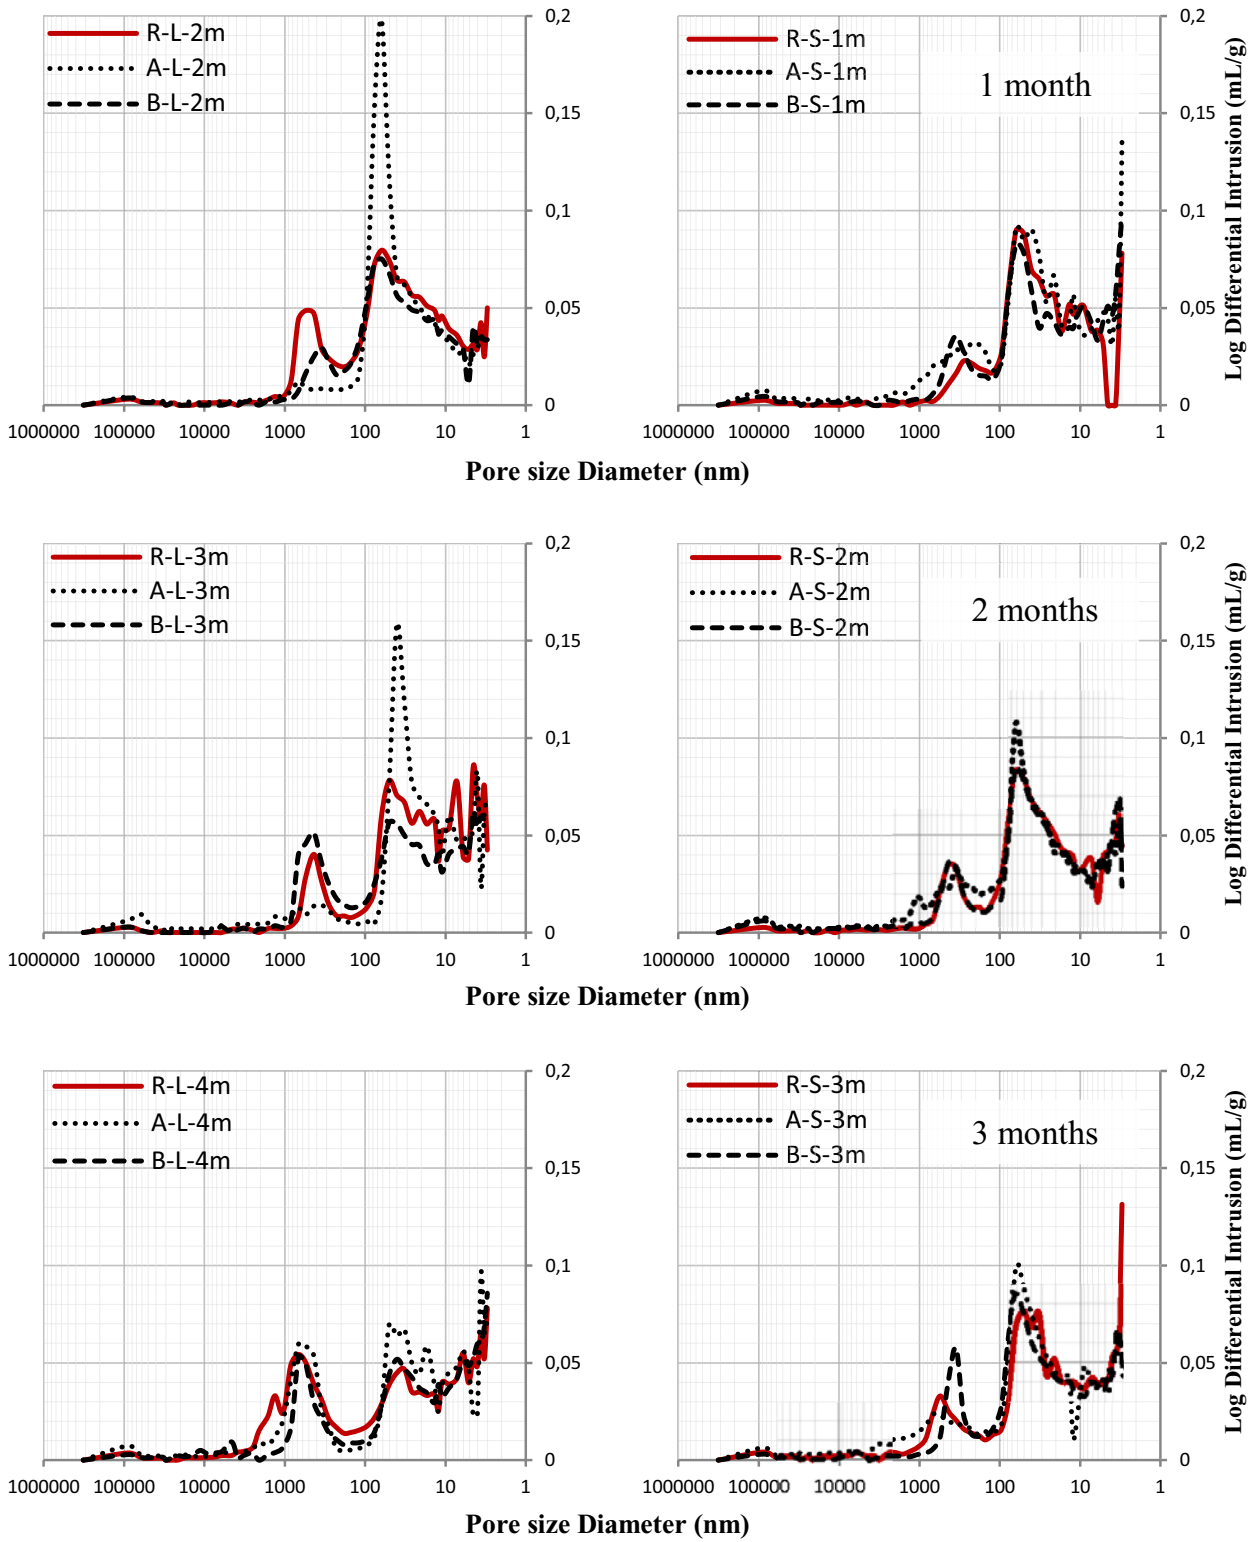 R-L-2m
A-L-2m
B-L-2m
0,2
0,15
0,1
0,05
0
1000000 100000 10000 1000 100 10 1
R-S-1m
A-S-1m
B-S-1m
1 month
0,2
0,15
0,1
0,05
0
1000000 100000 10000 1000 100 10 1
Log Differential Intrusion (mL/g)
Pore size Diameter (nm)
R-L-3m
A-L-3m
B-L-3m
0,2
0,15
0,1
0,05
0
1000000 100000 10000 1000 100 10 1
R-S-2m
A-S-2m
B-S-2m
2 months
0,2
0,15
0,1
0,05
0
1000000 100000 10000 1000 100 10 1
Log Differential Intrusion (mL/g)
Pore size Diameter (nm)
R-L-4m
A-L-4m
B-L-4m
0,2
0,15
0,1
0,05
0
1000000 100000 10000 1000 100 10 1
R-S-3m
A-S-3m
B-S-3m
3 months
0,2
0,15
0,1
0,05
0
1000000 100000 10000 1000 100 10 1
Log Differential Intrusion (mL/g)
Pore size Diameter (nm)